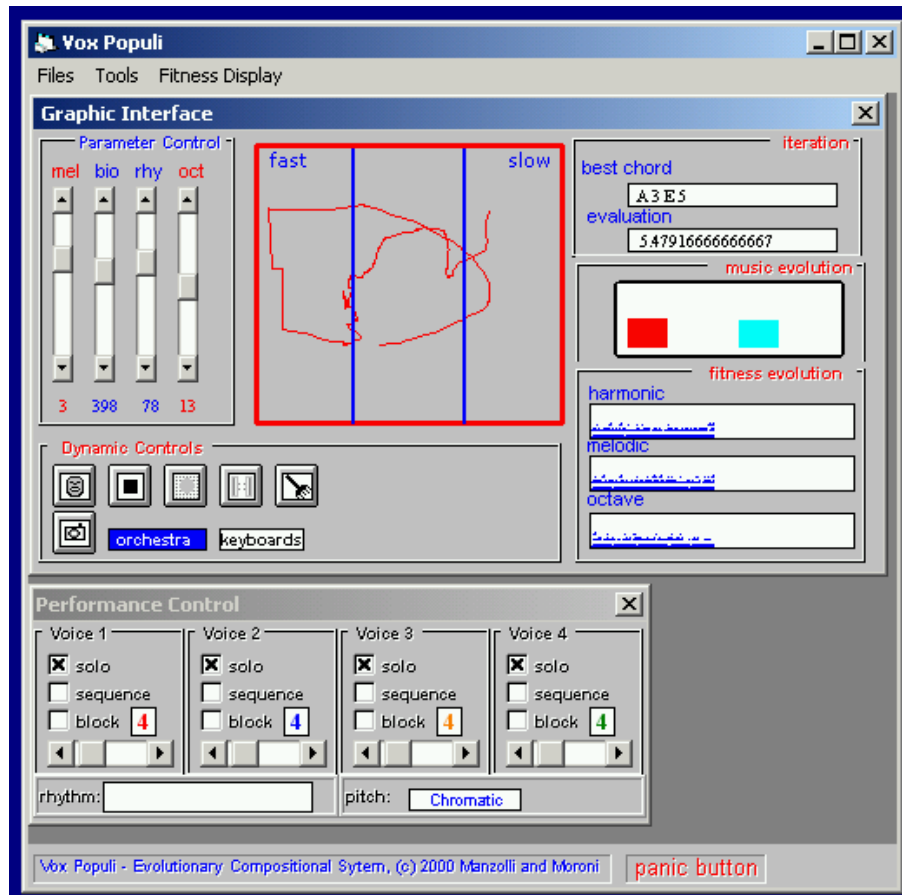 Vox Populi
Files Tools Fitness Display
Graphic Interface
Parameter Control
mel bio rhy oct
3 398 78 13
fast slow
iteration
best chord
A 3 E 5
evaluation
5.47916666666667
music evolution
fitness evolution
harmonic
melodic
octave
Dynamic Controls
orchestra keyboards
Performance Control
Voice 1 Voice 2 Voice 3 Voice 4
solo solo solo solo
sequence sequence sequence sequence
block 4 block 4 block 4 block 4
rhythm: pitch: Chromatic
Vox Populi - Evolutionary Compositional Sytem, (c) 2000 Manzolli and Moroni panic button